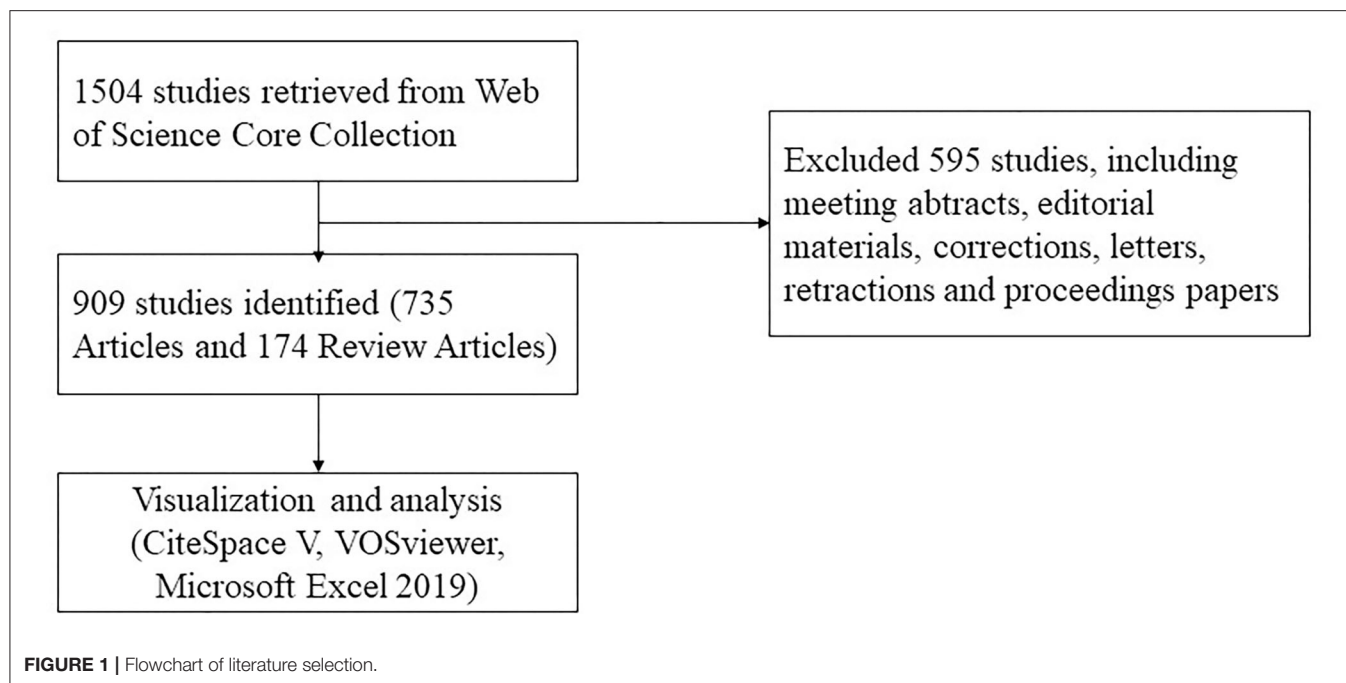 1504 studies retrieved from Web
of Science Core Collection
Excluded 595 studies, including
meeting abtracts, editorial
materials, corrections, letters,
retractions and proceedings papers
909 studies identified (735
Articles and 174 Review Articles)
Visualization and analysis
(CiteSpace V, VOSviewer,
Microsoft Excel 2019)
FIGURE 1 | Flowchart of literature selection.